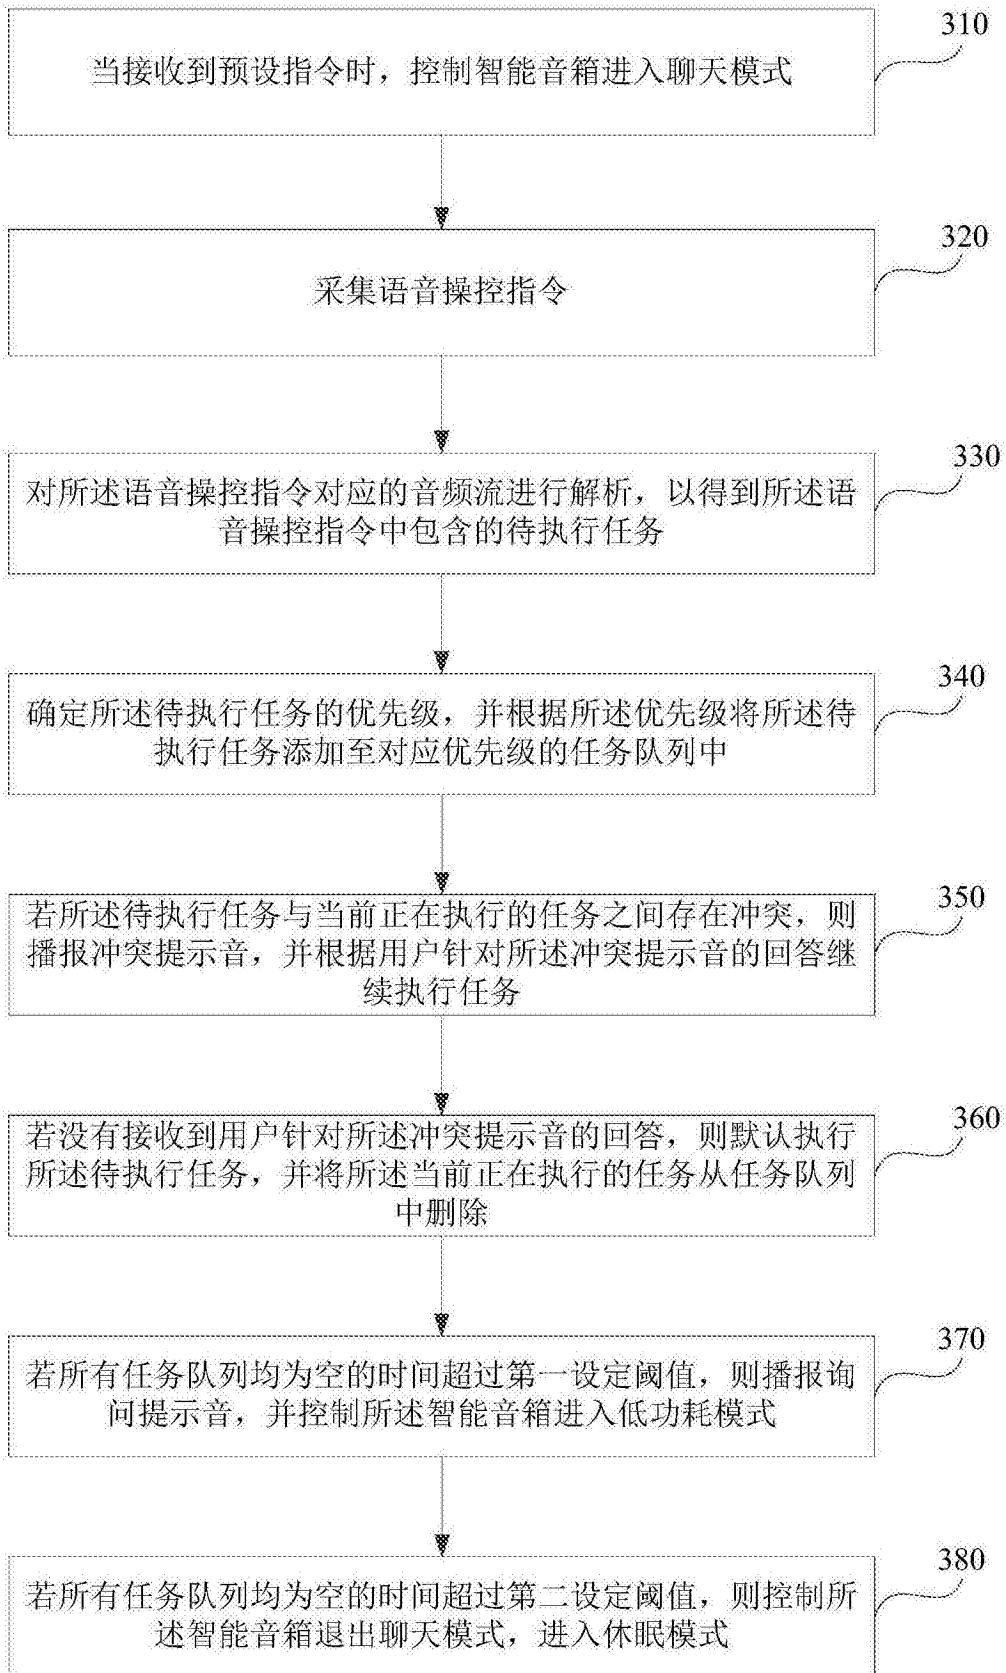 310
当接收到预设指令时，控制智能音箱进入聊天模式
320
采集语音操控指令
330
对所述语音操控指令对应的音频流进行解析，以得到所述语
音操控指令中包含的待执行任务
340
确定所述待执行任务的优先级，并根据所述优先级将所述待
执行任务添加至对应优先级的任务队列中
350
若所述待执行任务与当前正在执行的任务之间存在冲突，则
播报冲突提示音，并根据用户针对所述冲突提示音的回答继
续执行任务
360
若没有接收到用户针对所述冲突提示音的回答，则默认执行
所述待执行任务，并将所述当前正在执行的任务从任务队列
中删除
370
若所有任务队列均为空的时间超过第一设定阈值，则播报询
问提示音，并控制所述智能音箱进入低功耗模式
380
若所有任务队列均为空的时间超过第二设定阈值，则控制所
述智能音箱退出聊天模式，进入休眠模式